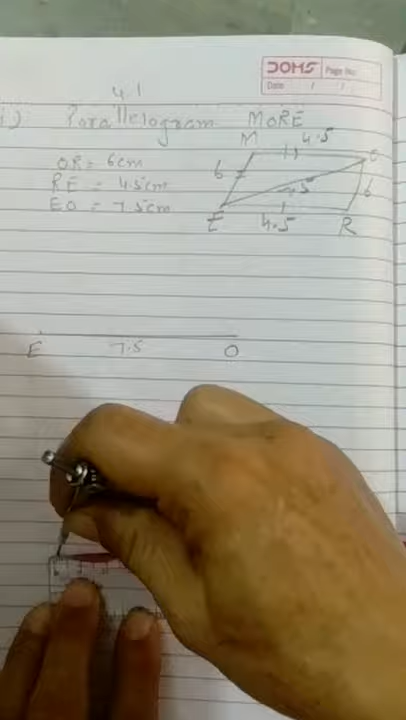 4.1
DOMS Page No.
Date / /
i) Parallelogram MORE
M 4.5 O
OR = 6cm
6
RE = 4.5cm
7.5 6
EO = 7.5cm
E 4.5 R
E 7.5 O